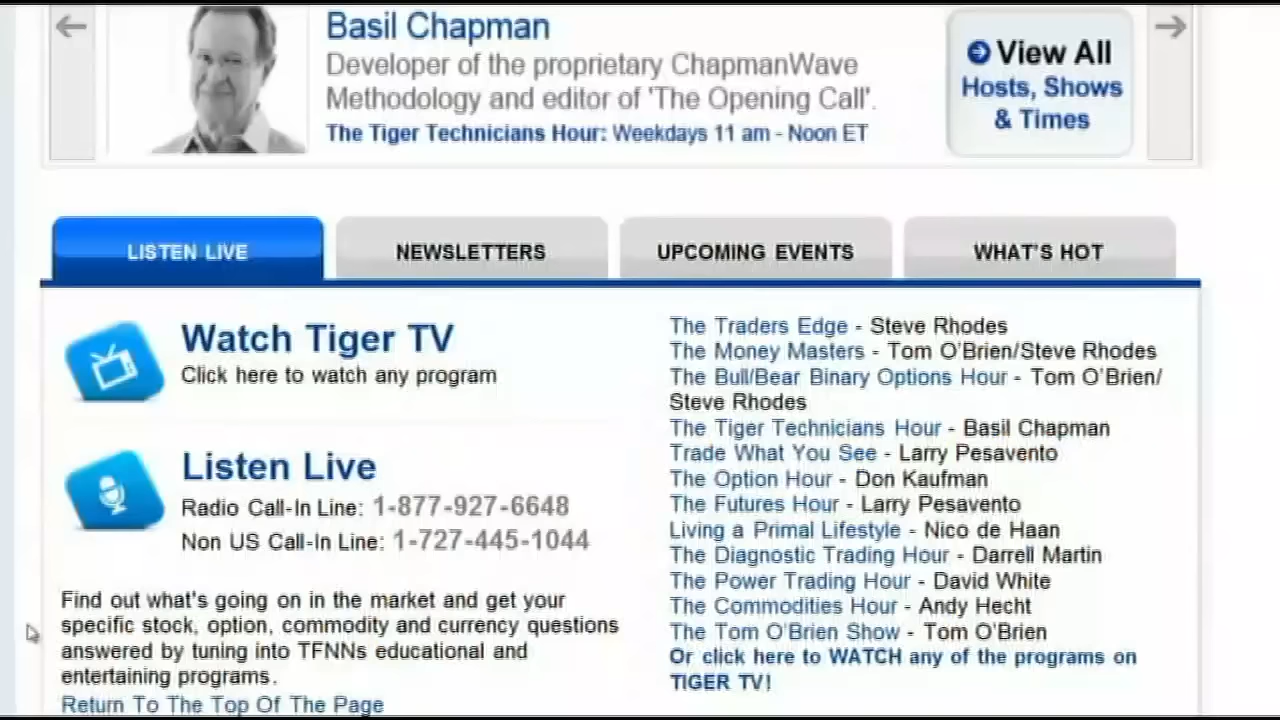 Basil Chapman
Developer of the proprietary ChapmanWave
Methodology and editor of 'The Opening Call'.
The Tiger Technicians Hour: Weekdays 11 am - Noon ET
View All
Hosts, Shows
& Times
LISTEN LIVE
NEWSLETTERS
UPCOMING EVENTS
WHAT'S HOT
Watch Tiger TV
Click here to watch any program
Listen Live
Radio Call-In Line: 1-877-927-6648
Non US Call-In Line: 1-727-445-1044
Find out what's going on in the market and get your
specific stock, option, commodity and currency questions
answered by tuning into TFNNs educational and
entertaining programs.
Return To The Top Of The Page
The Traders Edge - Steve Rhodes
The Money Masters - Tom O'Brien/Steve Rhodes
The Bull/Bear Binary Options Hour - Tom O'Brien/
Steve Rhodes
The Tiger Technicians Hour - Basil Chapman
Trade What You See - Larry Pesavento
The Option Hour - Don Kaufman
The Futures Hour - Larry Pesavento
Living a Primal Lifestyle - Nico de Haan
The Diagnostic Trading Hour - Darrell Martin
The Power Trading Hour - David White
The Commodities Hour - Andy Hecht
The Tom O'Brien Show - Tom O'Brien
Or click here to WATCH any of the programs on
TIGER TV!